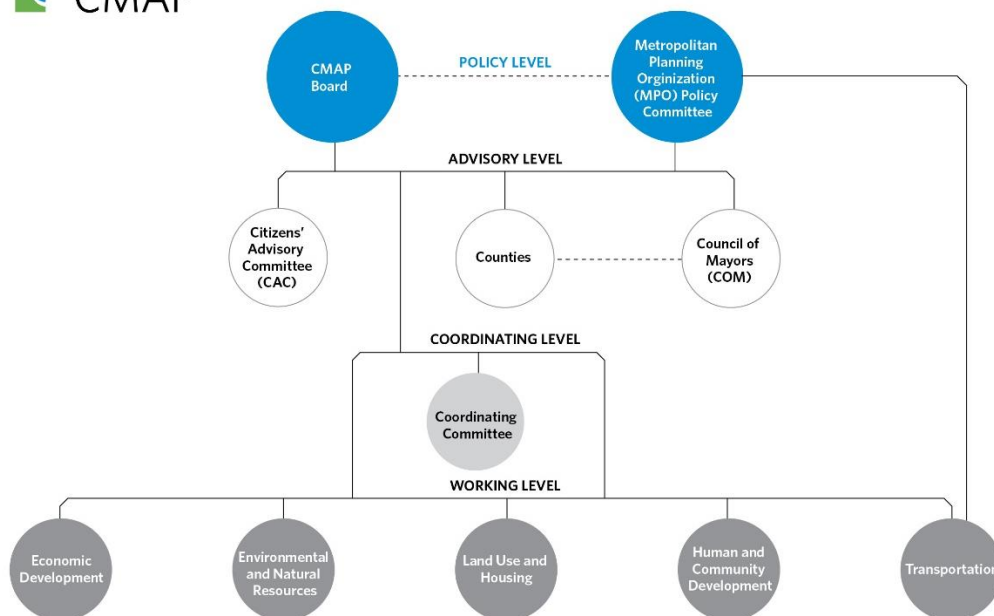 CMAP
CMAP
Board
POLICY LEVEL
Metropolitan
Planning
Orginization
(MPO) Policy
Committee
ADVISORY LEVEL
Citizens'
Advisory
Committee
(CAC)
Counties
Council of
Mayors
(COM)
COORDINATING LEVEL
Coordinating
Committee
WORKING LEVEL
Economic
Development
Environmental
and Natural
Resources
Land Use and
Housing
Human and
Community
Development
Transportation